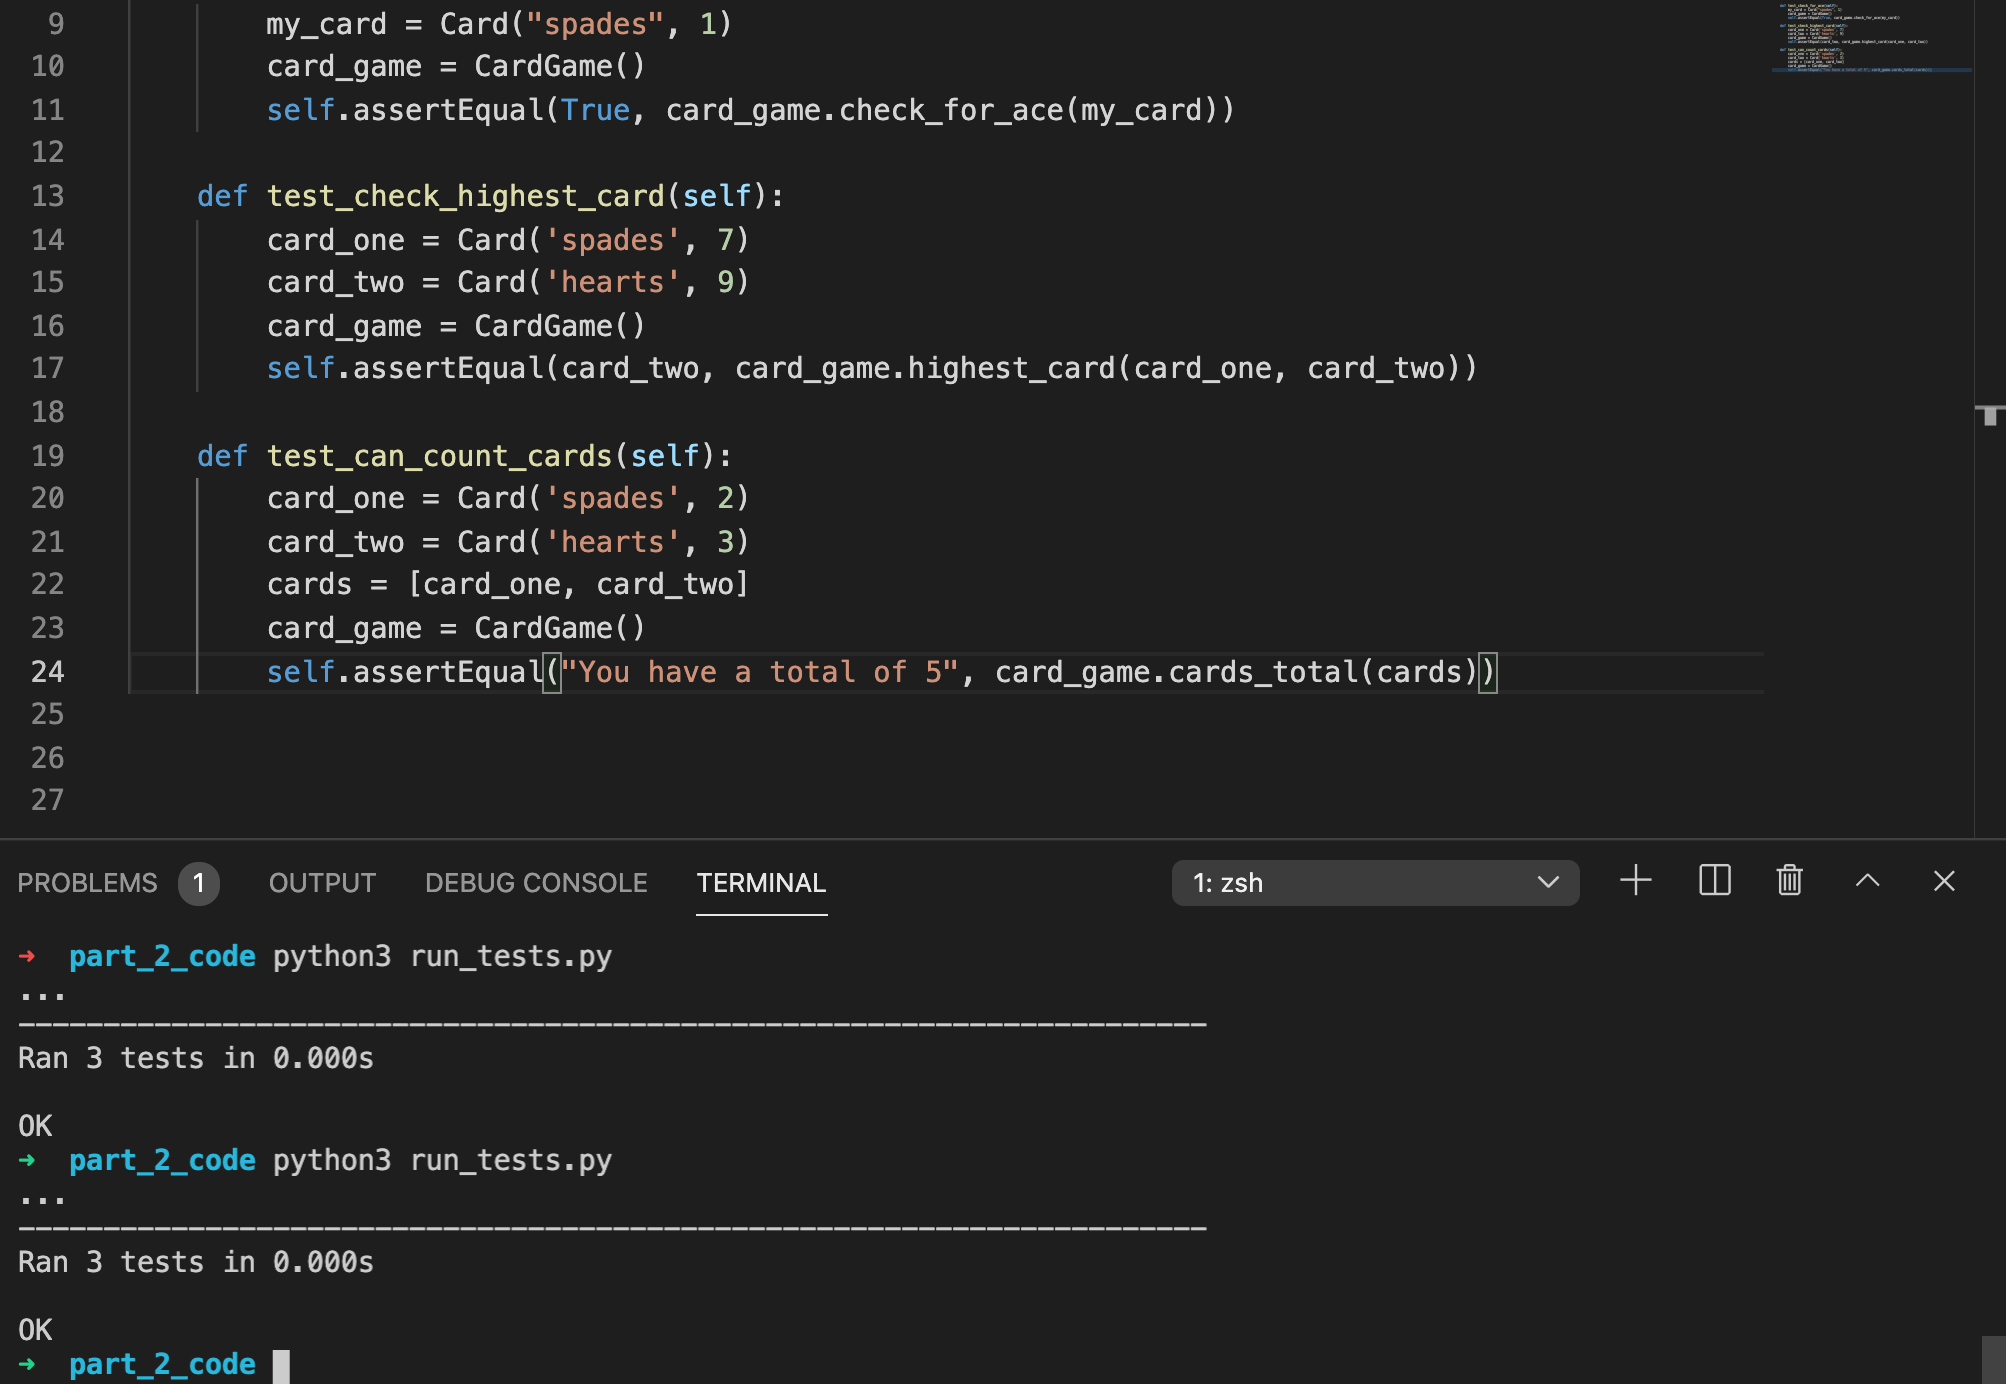 9 my_card = Card("spades", 1)
10 card_game = CardGame()
11 self.assertEqual(True, card_game.check_for_ace(my_card))
12
13 def test_check_highest_card(self):
14 card_one = Card('spades', 7)
15 card_two = Card('hearts', 9)
16 card_game = CardGame()
17 self.assertEqual(card_two, card_game.highest_card(card_one, card_two))
18
19 def test_can_count_cards(self):
20 card_one = Card('spades', 2)
21 card_two = Card('hearts', 3)
22 cards = [card_one, card_two]
23 card_game = CardGame()
24 self.assertEqual("You have a total of 5", card_game.cards_total(cards))
25
26
27
PROBLEMS 1 OUTPUT DEBUG CONSOLE TERMINAL 1: zsh
➜ part_2_code python3 run_tests.py
...
----------------------------------------------------------------------
Ran 3 tests in 0.000s
OK
➜ part_2_code python3 run_tests.py
...
----------------------------------------------------------------------
Ran 3 tests in 0.000s
OK
➜ part_2_code